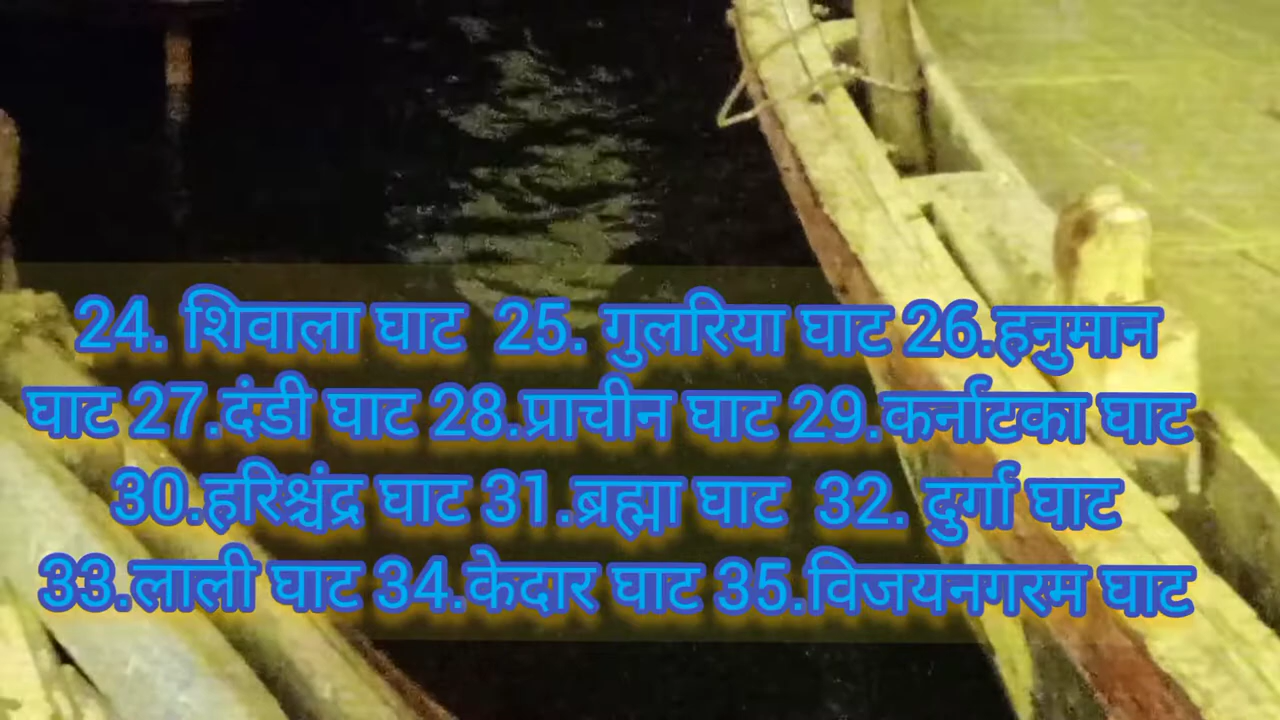 24. शिवाला घाट 25. गुलरिया घाट 26.हनुमान
घाट 27.दंडी घाट 28.प्राचीन घाट 29.कर्नाटका घाट
30.हरिश्चंद्र घाट 31.ब्रह्मा घाट 32. दुर्गा घाट
33.लाली घाट 34.केदार घाट 35.विजयनगरम घाट